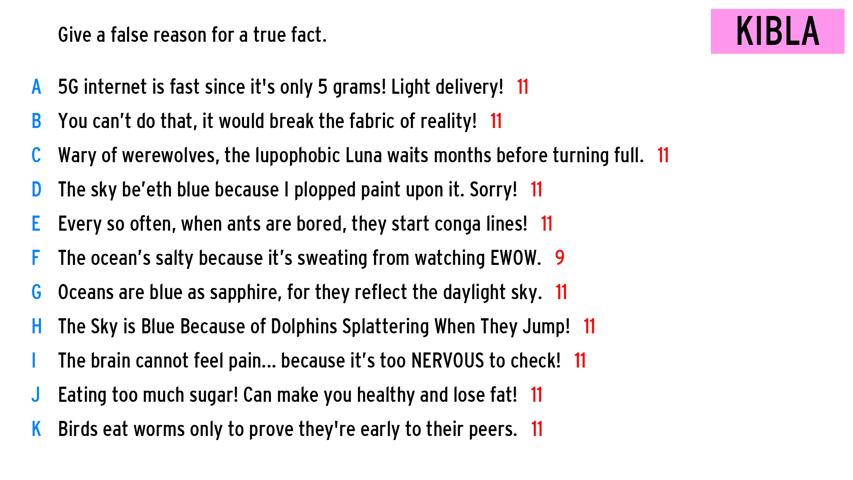 Give a false reason for a true fact.
KIBLA
A 5G internet is fast since it's only 5 grams! Light delivery! 11
B You can’t do that, it would break the fabric of reality! 11
C Wary of werewolves, the lupophobic Luna waits months before turning full. 11
D The sky be’eth blue because I plopped paint upon it. Sorry! 11
E Every so often, when ants are bored, they start conga lines! 11
F The ocean’s salty because it’s sweating from watching EWOW. 9
G Oceans are blue as sapphire, for they reflect the daylight sky. 11
H The Sky is Blue Because of Dolphins Splattering When They Jump! 11
I The brain cannot feel pain... because it’s too NERVOUS to check! 11
J Eating too much sugar! Can make you healthy and lose fat! 11
K Birds eat worms only to prove they're early to their peers. 11